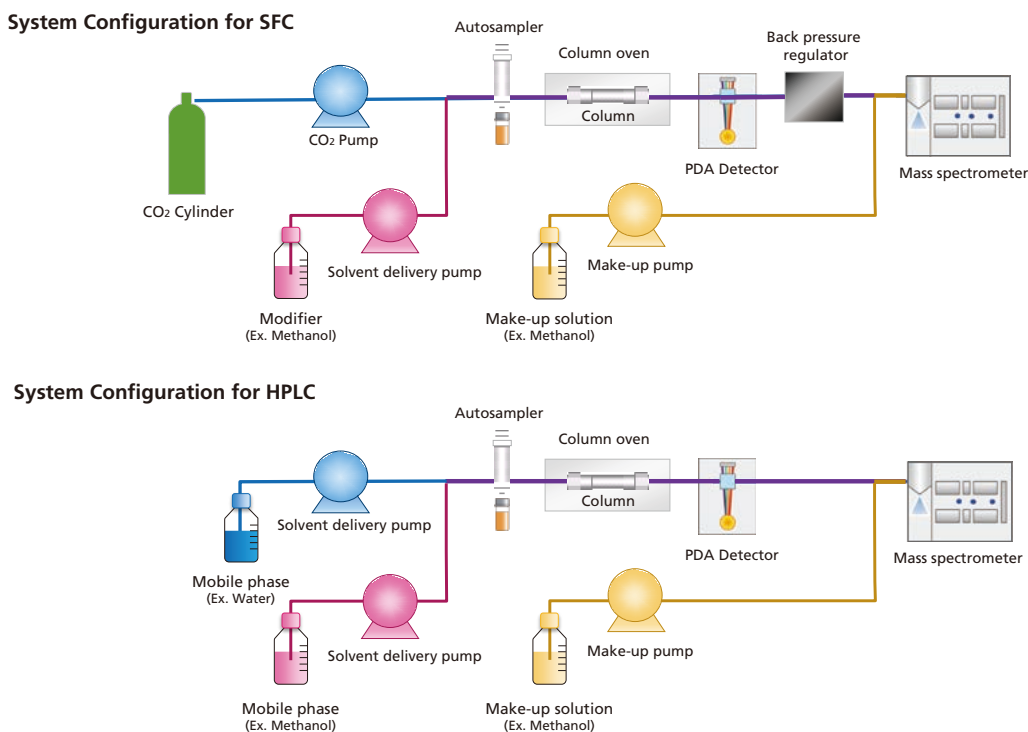 System Configuration for SFC
Autosampler
Column oven
Back pressure
regulator
Column
CO₂ Pump
PDA Detector
Mass spectrometer
CO₂ Cylinder
Solvent delivery pump
Make-up pump
Modifier
(Ex. Methanol)
Make-up solution
(Ex. Methanol)
System Configuration for HPLC
Autosampler
Column oven
Column
Solvent delivery pump
PDA Detector
Mass spectrometer
Mobile phase
(Ex. Water)
Solvent delivery pump
Make-up pump
Mobile phase
(Ex. Methanol)
Make-up solution
(Ex. Methanol)